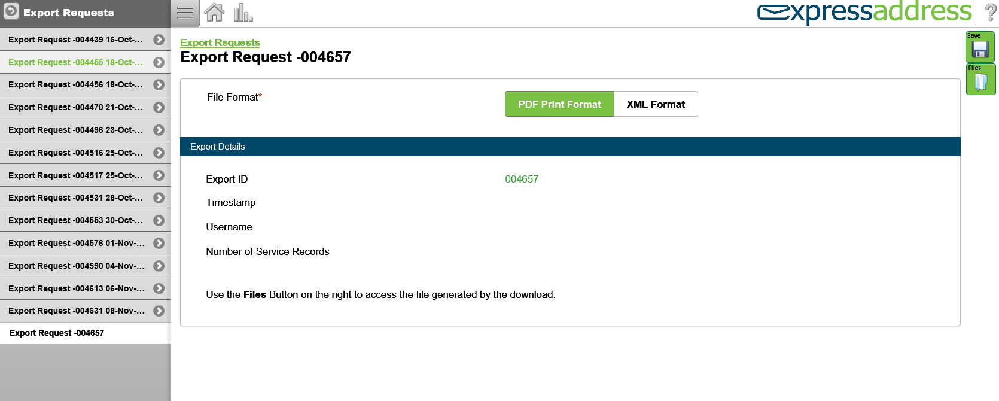 Export Requests
Export Request -004439 16-Oct-...
Export Request -004455 18-Oct-...
Export Request -004456 18-Oct-...
Export Request -004470 21-Oct-...
Export Request -004496 23-Oct-...
Export Request -004516 25-Oct-...
Export Request -004517 25-Oct-...
Export Request -004531 28-Oct-...
Export Request -004553 30-Oct-...
Export Request -004576 01-Nov-...
Export Request -004590 04-Nov-...
Export Request -004613 06-Nov-...
Export Request -004631 08-Nov-...
Export Request -004657
expressaddress
?
Save
Files
Export Requests
Export Request -004657
File Format*
PDF Print Format
XML Format
Export Details
Export ID 004657
Timestamp
Username
Number of Service Records
Use the Files Button on the right to access the file generated by the download.